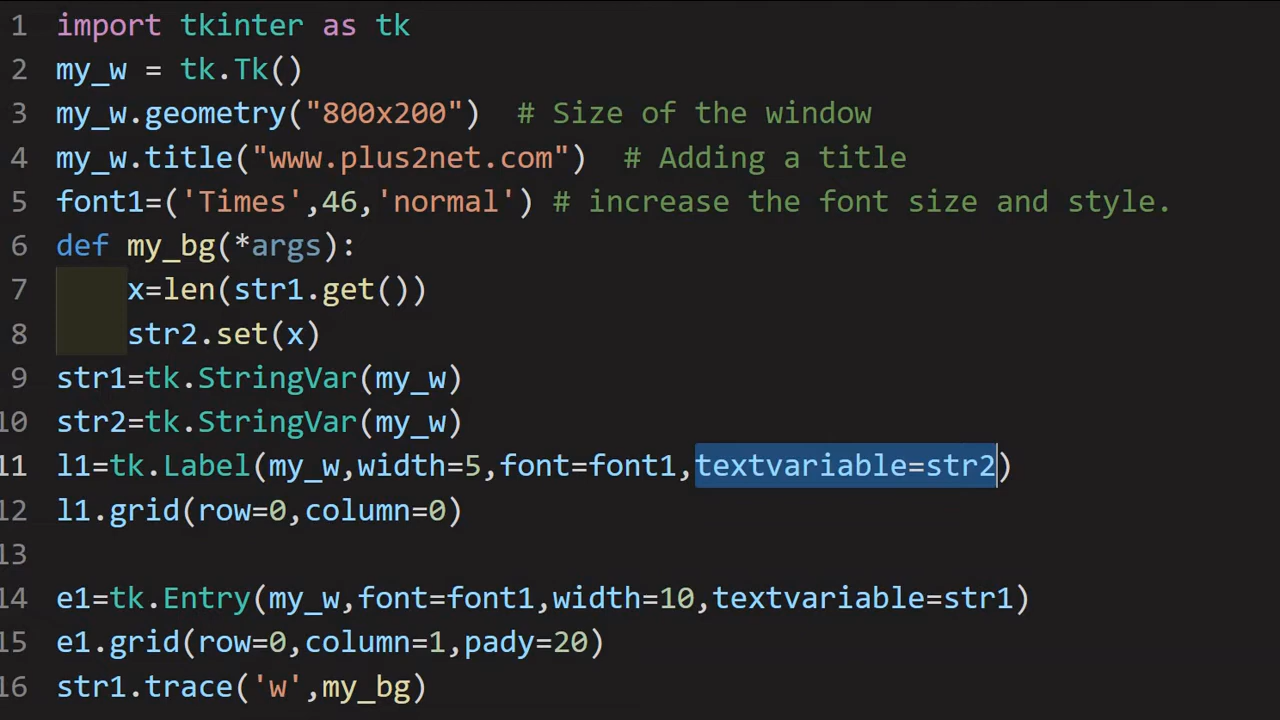 1 import tkinter as tk
2 my_w = tk.Tk()
3 my_w.geometry("800x200")  # Size of the window
4 my_w.title("www.plus2net.com")  # Adding a title
5 font1=('Times',46,'normal') # increase the font size and style.
6 def my_bg(*args):
7     x=len(str1.get())
8     str2.set(x)
9 str1=tk.StringVar(my_w)
10 str2=tk.StringVar(my_w)
11 l1=tk.Label(my_w,width=5,font=font1,textvariable=str2)
12 l1.grid(row=0,column=0)
13
14 e1=tk.Entry(my_w,font=font1,width=10,textvariable=str1)
15 e1.grid(row=0,column=1,pady=20)
16 str1.trace('w',my_bg)